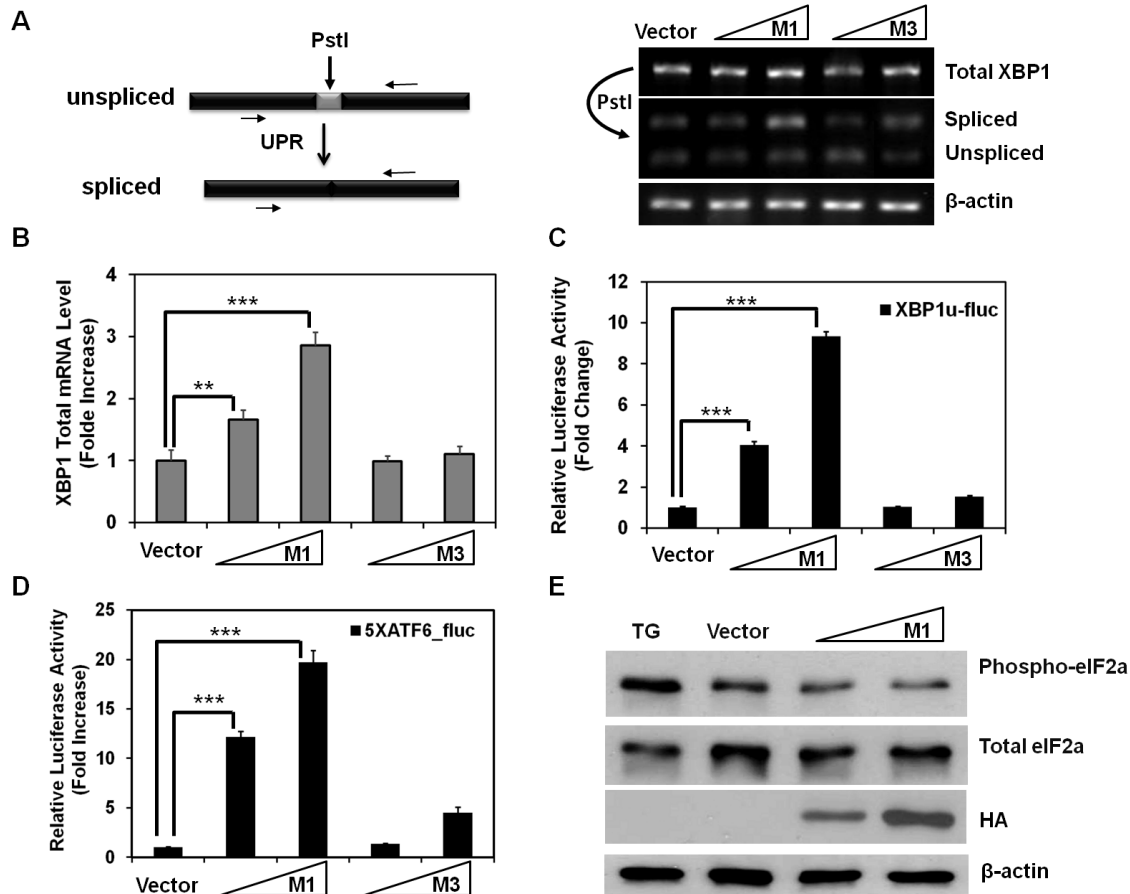 A
PstI
unspliced
UPR
spliced
Vector M1 M3
Total XBP1
PstI
Spliced
Unspliced
β-actin
B
XBP1 Total mRNA Level
(Folde Increase)
4
3
2
1
0
***
**
Vector M1 M3
C
Relative Luciferase Activity
(Fold Change)
12
10
8
6
4
2
0
XBP1u-fluc
***
***
Vector M1 M3
D
Relative Luciferase Activity
(Fold Increase)
25
20
15
10
5
0
5XATF6_fluc
***
***
Vector M1 M3
E
TG Vector M1
Phospho-eIF2a
Total eIF2a
HA
β-actin